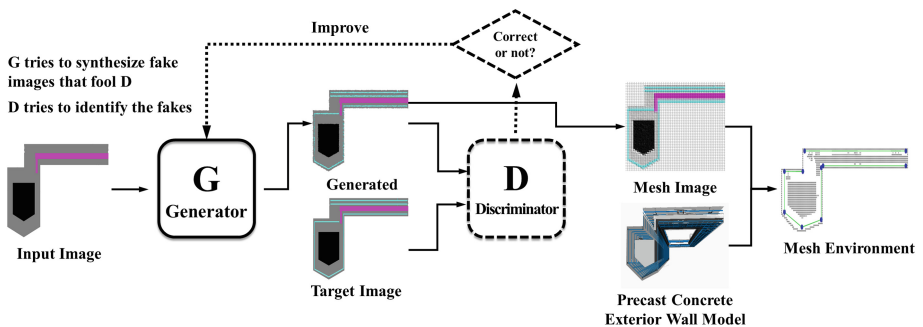 Improve
Correct
or not?
G tries to synthesize fake
images that fool D
D tries to identify the fakes
G
Generator
Generated
D
Discriminator
Mesh Image
Input Image
Target Image
Mesh Environment
Precast Concrete
Exterior Wall Model